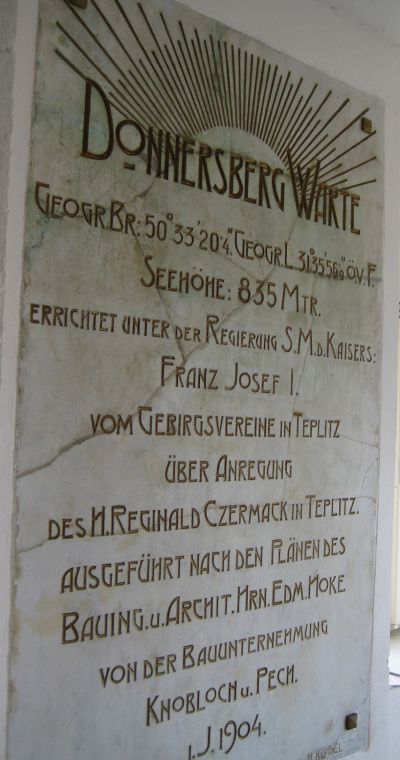 DONNERSBERG WARTE
GEOGR.BR: 50° 33' 20·4." GEOGR.L. 31° 35' 56·8" Ö.V.F.
SEEHÖHE: 835 MTR.
ERRICHTET UNTER DER REGIERUNG S.M.D. KAISERS:
FRANZ JOSEF I.
VOM GEBIRGSVEREINE IN TEPLITZ
ÜBER ANREGUNG
DES H. REGINALD CZERMACK IN TEPLITZ.
AUSGEFÜHRT NACH DEN PLÄNEN DES
BAUING. U. ARCHIT. HRN. EDM. HOKE
VON DER BAUUNTERNEHMUNG
KNOBLOCH U. PECH.
I. J. 1904.